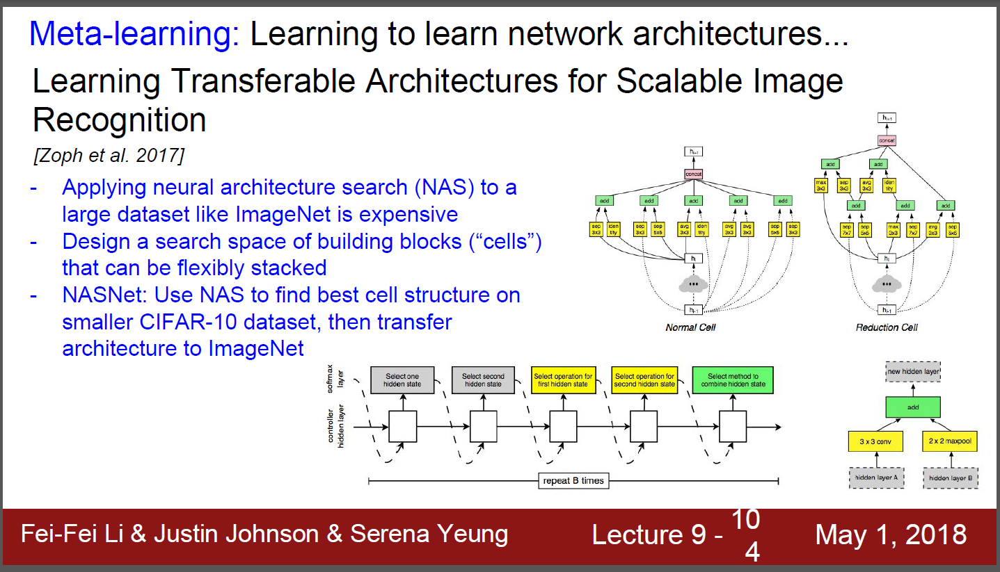 Meta-learning: Learning to learn network architectures...
Learning Transferable Architectures for Scalable Image
Recognition
[Zoph et al. 2017]
- Applying neural architecture search (NAS) to a
large dataset like ImageNet is expensive
- Design a search space of building blocks (“cells”)
that can be flexibly stacked
- NASNet: Use NAS to find best cell structure on
smaller CIFAR-10 dataset, then transfer
architecture to ImageNet
hi+1
concat
add add add add add
sep 3x3
iden tity
sep 3x3
sep 5x5
avg 3x3
iden tity
avg 3x3
avg 3x3
sep 5x5
sep 3x3
hi
...
hi-1
Normal Cell
hi+1
concat
add add
max 3x3
sep 3x3
avg 3x3
iden tity
add add add
sep 7x7
sep 5x5
max 3x3
sep 7x7
avg 3x3
sep 5x5
hi
...
hi-1
Reduction Cell
softmax
layer
controller
hidden layer
Select one
hidden state
Select second
hidden state
Select operation for
first hidden state
Select operation for
second hidden state
Select method to
combine hidden state
repeat B times
new hidden layer
add
3 x 3 conv
2 x 2 maxpool
hidden layer A
hidden layer B
Fei-Fei Li & Justin Johnson & Serena Yeung
Lecture 9 - 10
4
May 1, 2018